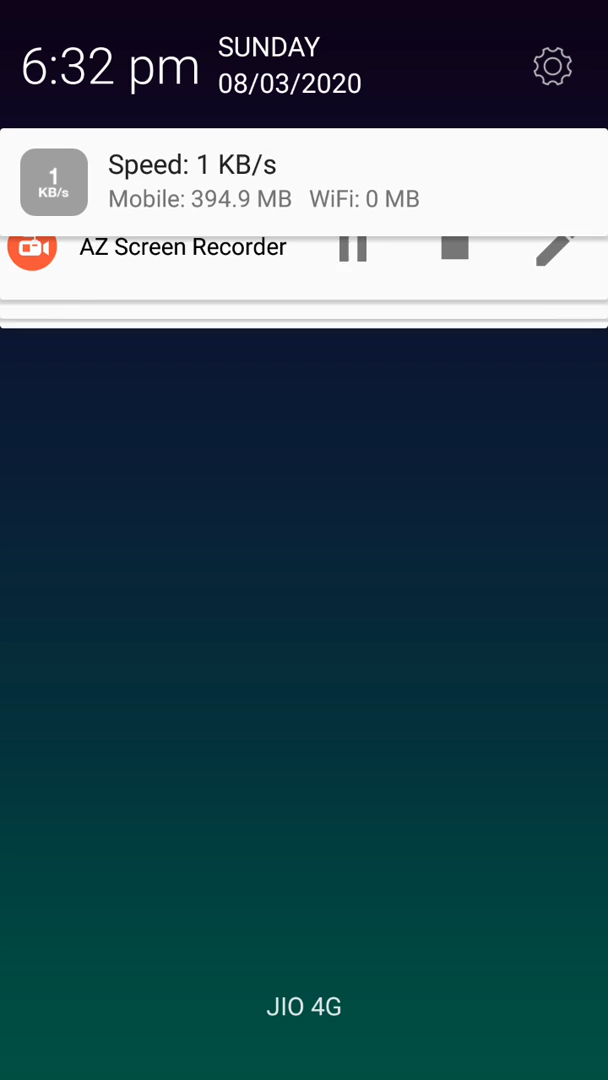 6:32 pm
SUNDAY
08/03/2020
1
KB/s
Speed: 1 KB/s
Mobile: 394.9 MB WiFi: 0 MB
AZ Screen Recorder
JIO 4G